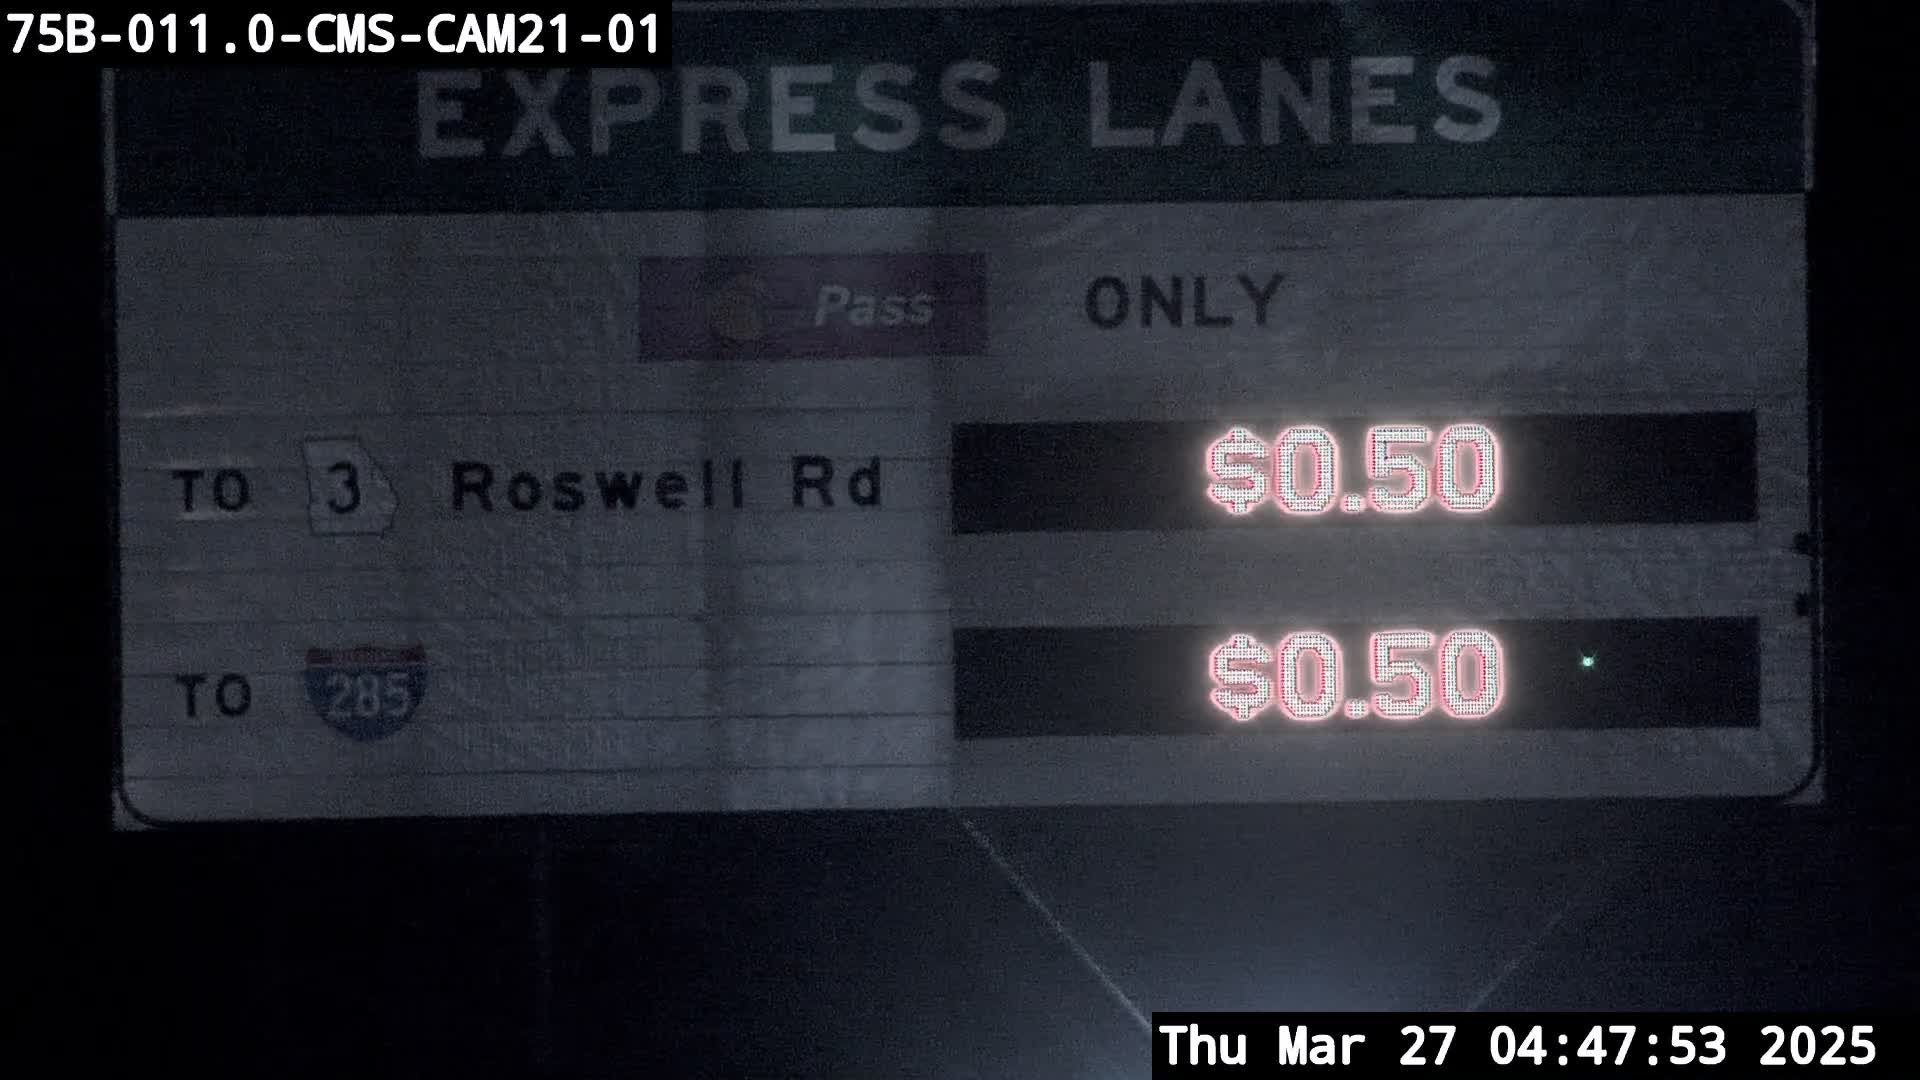 75B-011.0-CMS-CAM21-01
EXPRESS LANES
Pass ONLY
TO 3 Roswell Rd $0.50
TO 285 $0.50
Thu Mar 27 04:47:53 2025